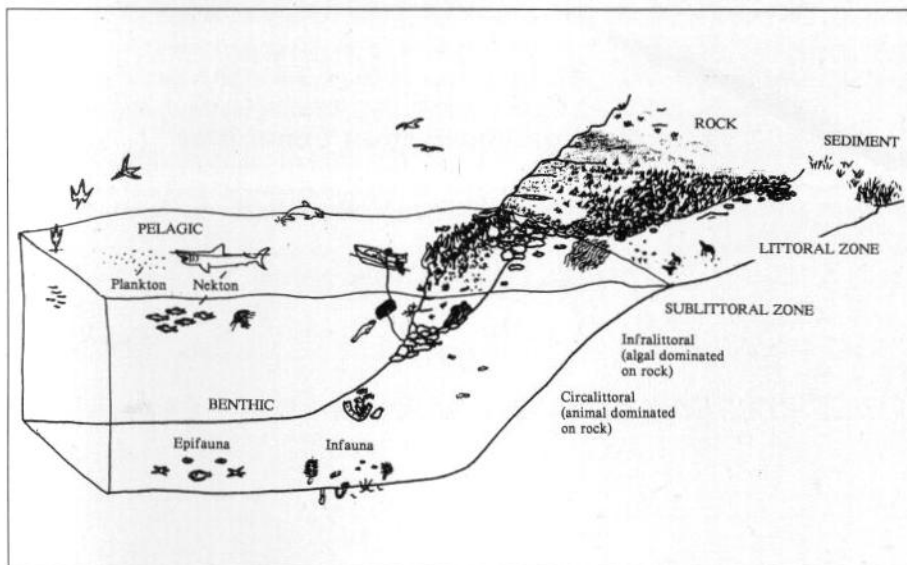 ROCK
SEDIMENT
PELAGIC
Plankton Nekton
LITTORAL ZONE
SUBLITTORAL ZONE
Infralittoral
(algal dominated
on rock)
Circalittoral
(animal dominated
on rock)
BENTHIC
Epifauna
Infauna